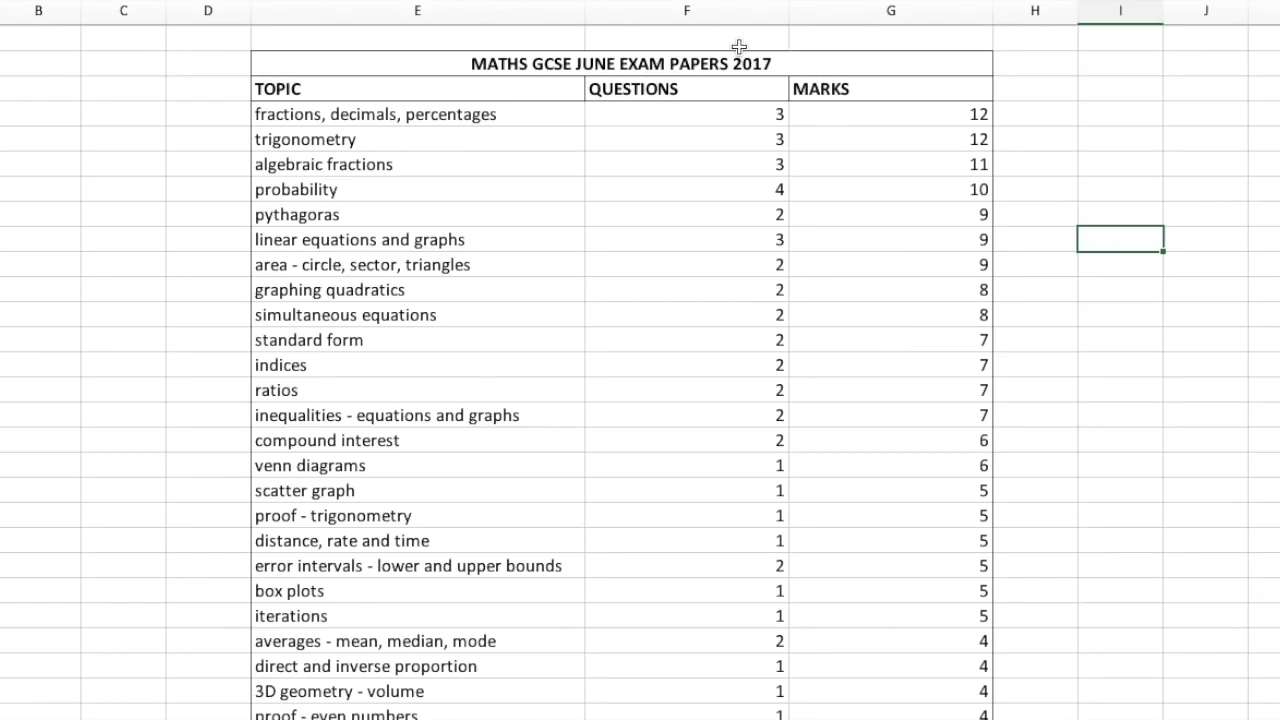 B C D E F G H I J
MATHS GCSE JUNE EXAM PAPERS 2017
TOPIC QUESTIONS MARKS
fractions, decimals, percentages 3 12
trigonometry 3 12
algebraic fractions 3 11
probability 4 10
pythagoras 2 9
linear equations and graphs 3 9
area - circle, sector, triangles 2 9
graphing quadratics 2 8
simultaneous equations 2 8
standard form 2 7
indices 2 7
ratios 2 7
inequalities - equations and graphs 2 7
compound interest 2 6
venn diagrams 1 6
scatter graph 1 5
proof - trigonometry 1 5
distance, rate and time 1 5
error intervals - lower and upper bounds 2 5
box plots 1 5
iterations 1 5
averages - mean, median, mode 2 4
direct and inverse proportion 1 4
3D geometry - volume 1 4
proof - even numbers 1 4